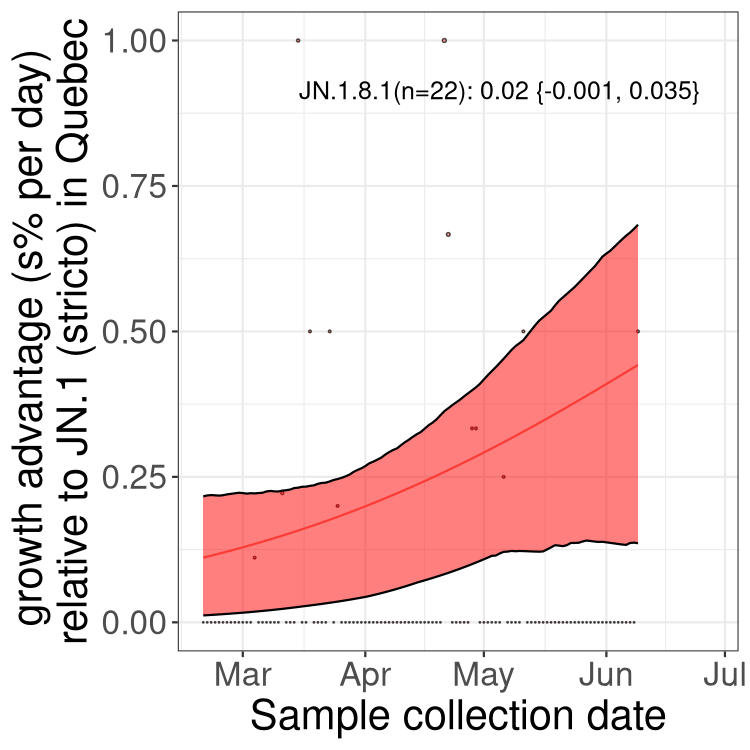 growth advantage (s% per day)
relative to JN.1 (stricto) in Quebec
1.00
0.75
0.50
0.25
0.00
JN.1.8.1(n=22): 0.02 {-0.001, 0.035}
Mar Apr May Jun Jul
Sample collection date